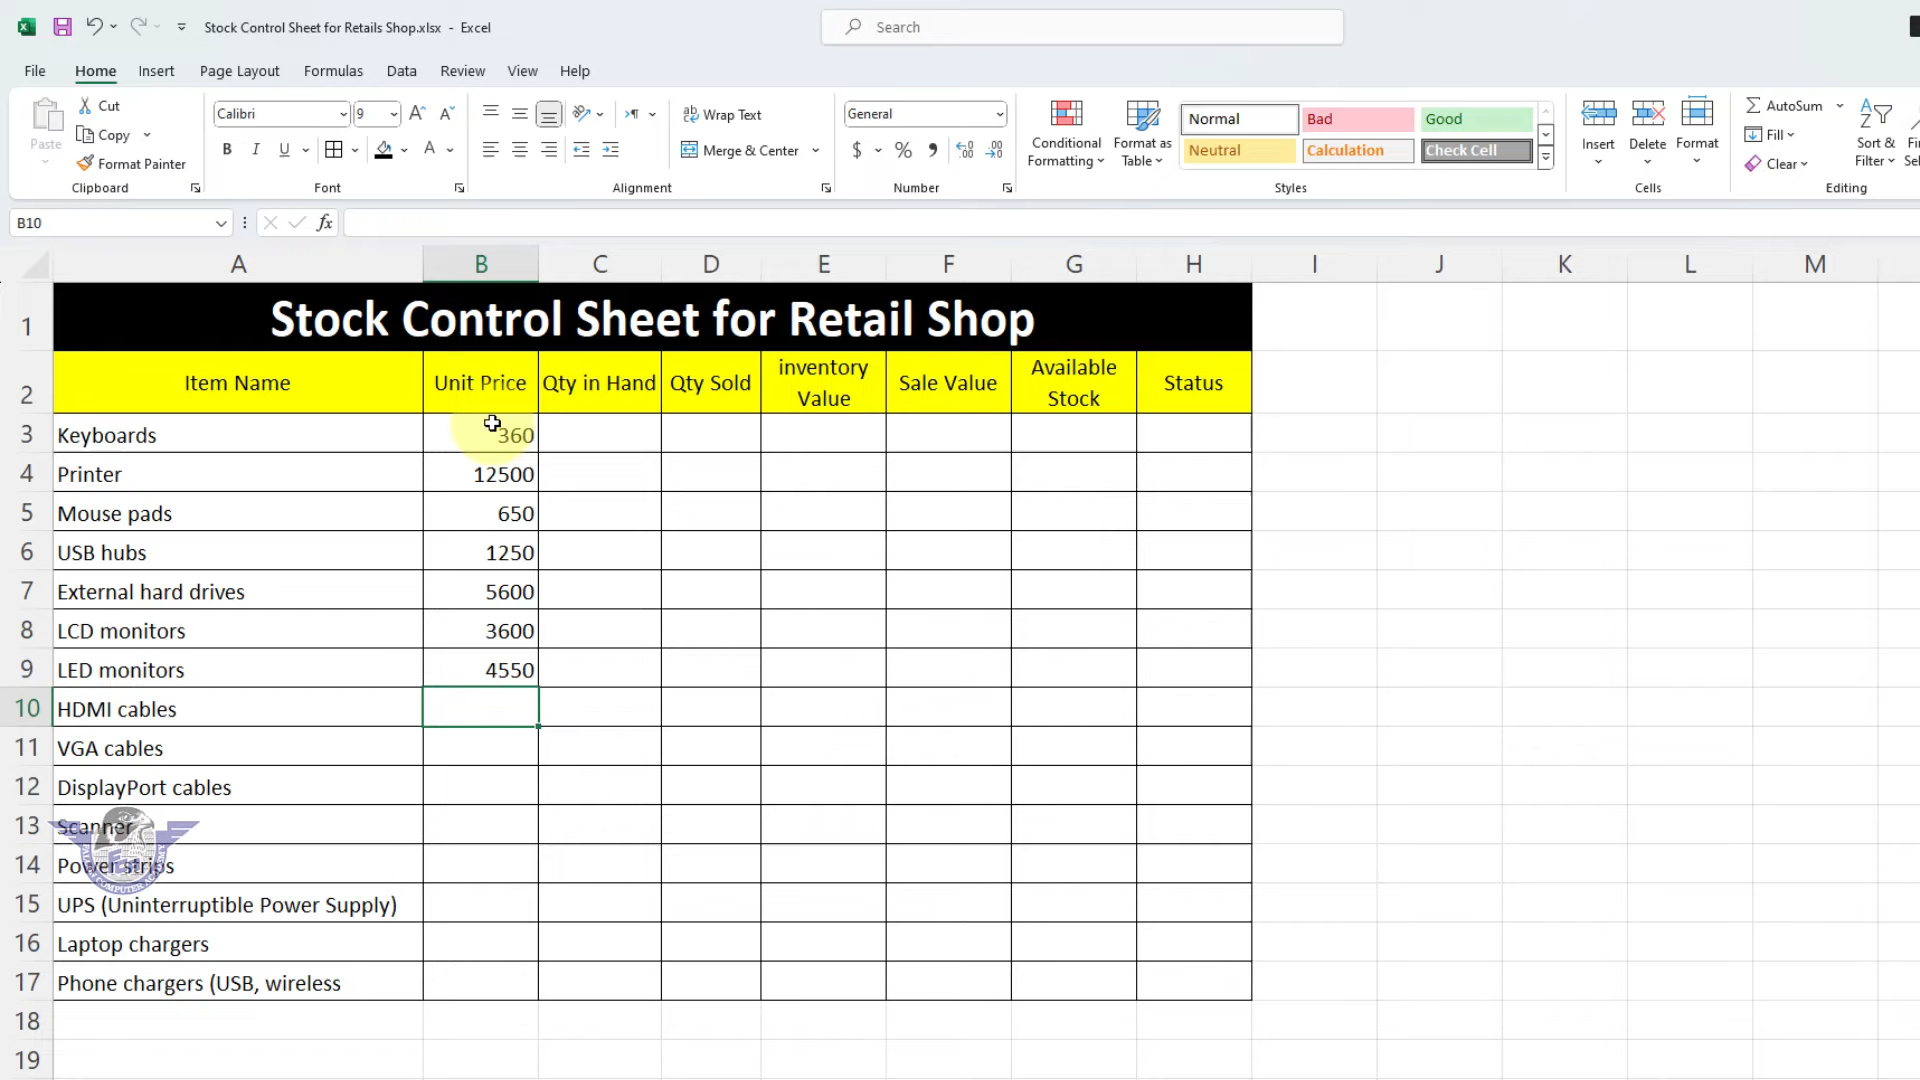 Stock Control Sheet for Retails Shop.xlsx - Excel
Search
File Home Insert Page Layout Formulas Data Review View Help
Paste
Cut
Copy
Format Painter
Clipboard
Calibri 9
B I U
Font
Wrap Text
Merge & Center
Alignment
General
Number
Conditional Formatting
Format as Table
Normal Bad Good
Neutral Calculation Check Cell
Styles
Insert Delete Format
Cells
AutoSum
Fill
Clear
Sort & Filter
Editing
B10
fx
A B C D E F G H I J K L M
1 Stock Control Sheet for Retail Shop
2 Item Name Unit Price Qty in Hand Qty Sold inventory Value Sale Value Available Stock Status
3 Keyboards 360
4 Printer 12500
5 Mouse pads 650
6 USB hubs 1250
7 External hard drives 5600
8 LCD monitors 3600
9 LED monitors 4550
10 HDMI cables
11 VGA cables
12 DisplayPort cables
13 Scanner
14 Power strips
15 UPS (Uninterruptible Power Supply)
16 Laptop chargers
17 Phone chargers (USB, wireless
18
19